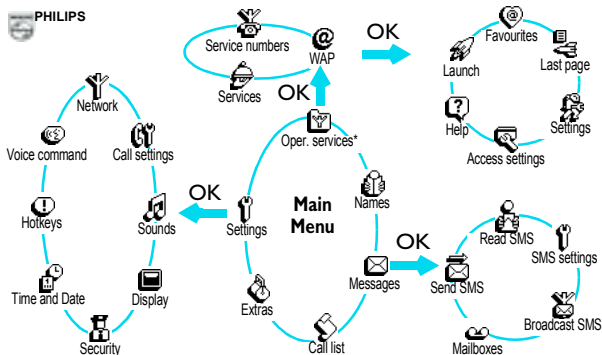 PHILIPS
Service numbers
WAP
Services
OK
OK
Favourites
Launch
Last page
Help
Settings
Access settings
Network
Voice command
Call settings
Hotkeys
Sounds
Time and Date
Display
Security
OK
Oper. services*
Main
Menu
Names
Settings
Messages
Extras
Call list
OK
Read SMS
SMS settings
Send SMS
Broadcast SMS
Mailboxes